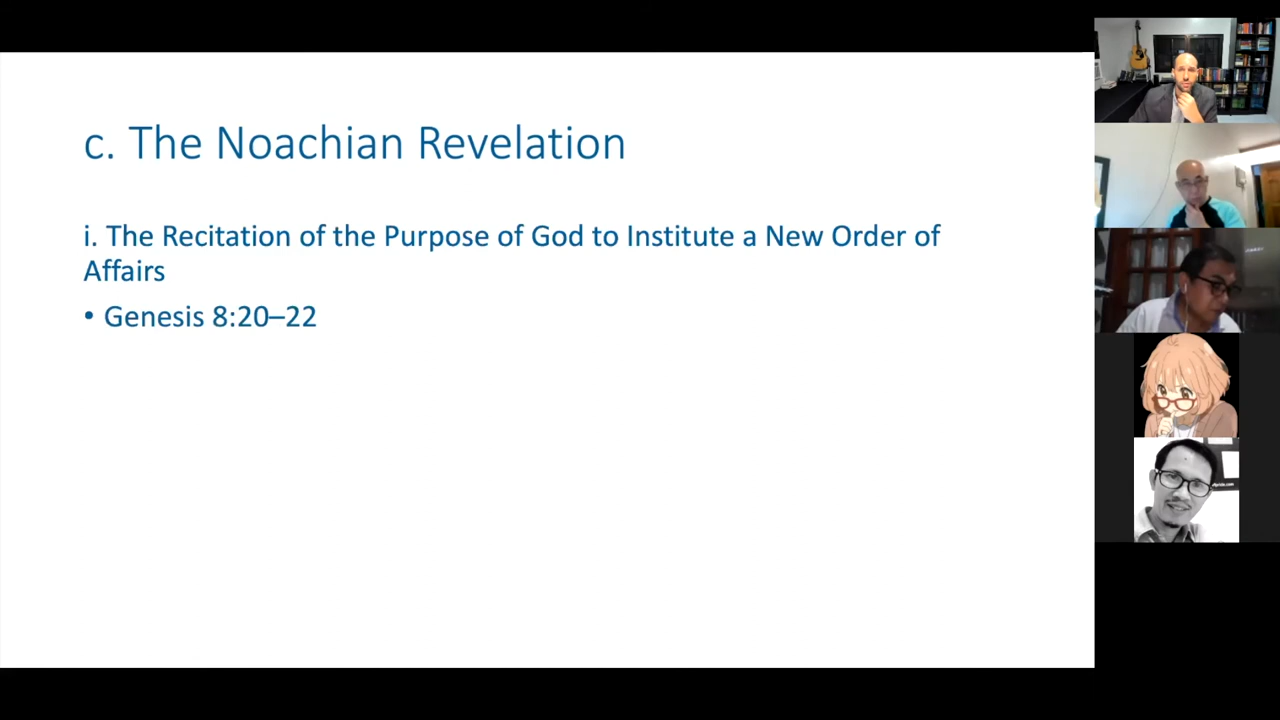 c. The Noachian Revelation
i. The Recitation of the Purpose of God to Institute a New Order of
Affairs
• Genesis 8:20–22